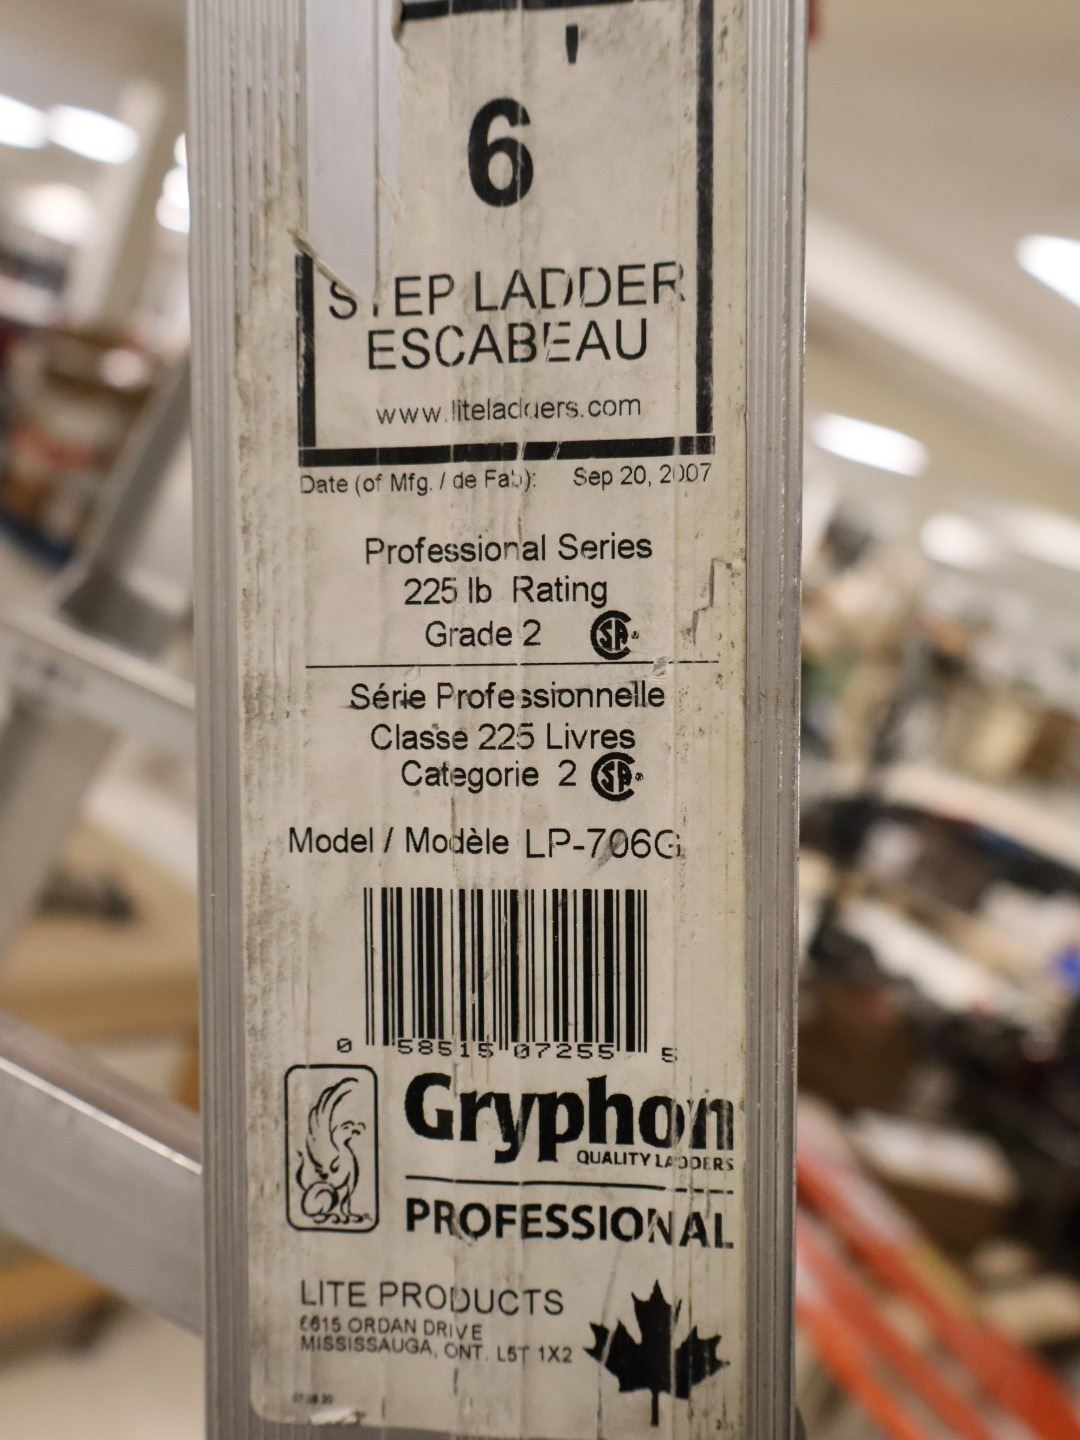 6'
STEP LADDER
ESCABEAU
www.liteladders.com
Date (of Mfg. / de Fab): Sep 20, 2007
Professional Series
225 lb Rating
Grade 2 CSA®
Série Professionnelle
Classe 225 Livres
Categorie 2 CSA®
Model / Modèle LP-706G
0 58515 07255 5
Gryphon
QUALITY LADDERS
PROFESSIONAL
LITE PRODUCTS
6615 ORDAN DRIVE
MISSISSAUGA, ONT. L5T 1X2